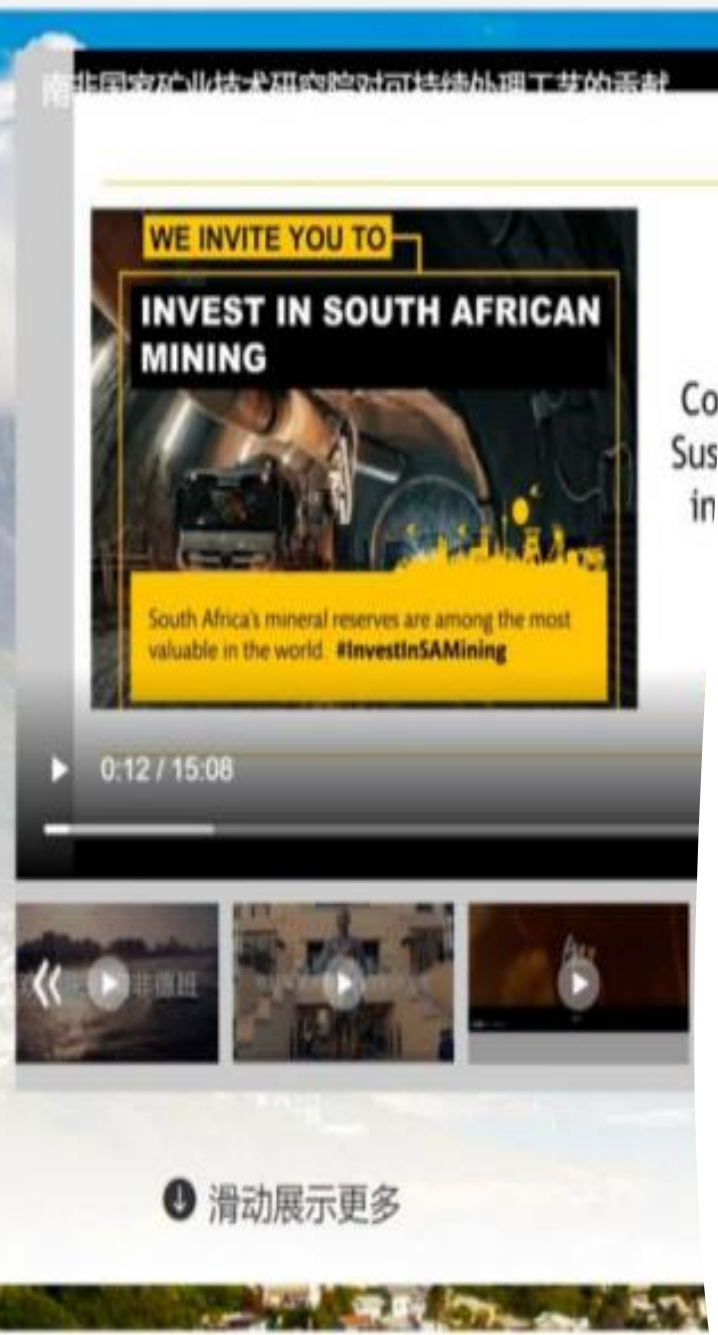 南非国家矿业技术研究院对可持续处理工艺的贡献
WE INVITE YOU TO
INVEST IN SOUTH AFRICAN
MINING
Co
Sus
in
South Africa's mineral reserves are among the most
valuable in the world. #InvestInSAMining
0:12 / 15:08
非德班
滑动展示更多